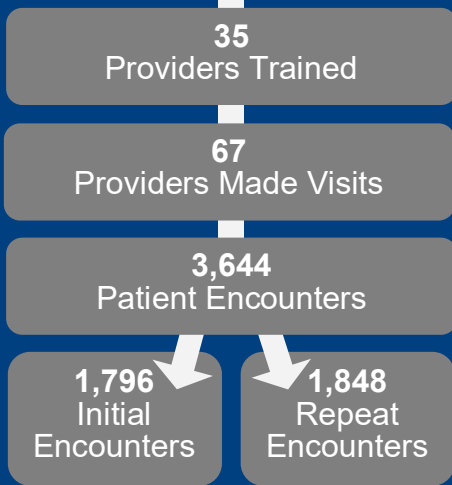 35
Providers Trained
67
Providers Made Visits
3,644
Patient Encounters
1,796
Initial
Encounters
1,848
Repeat
Encounters